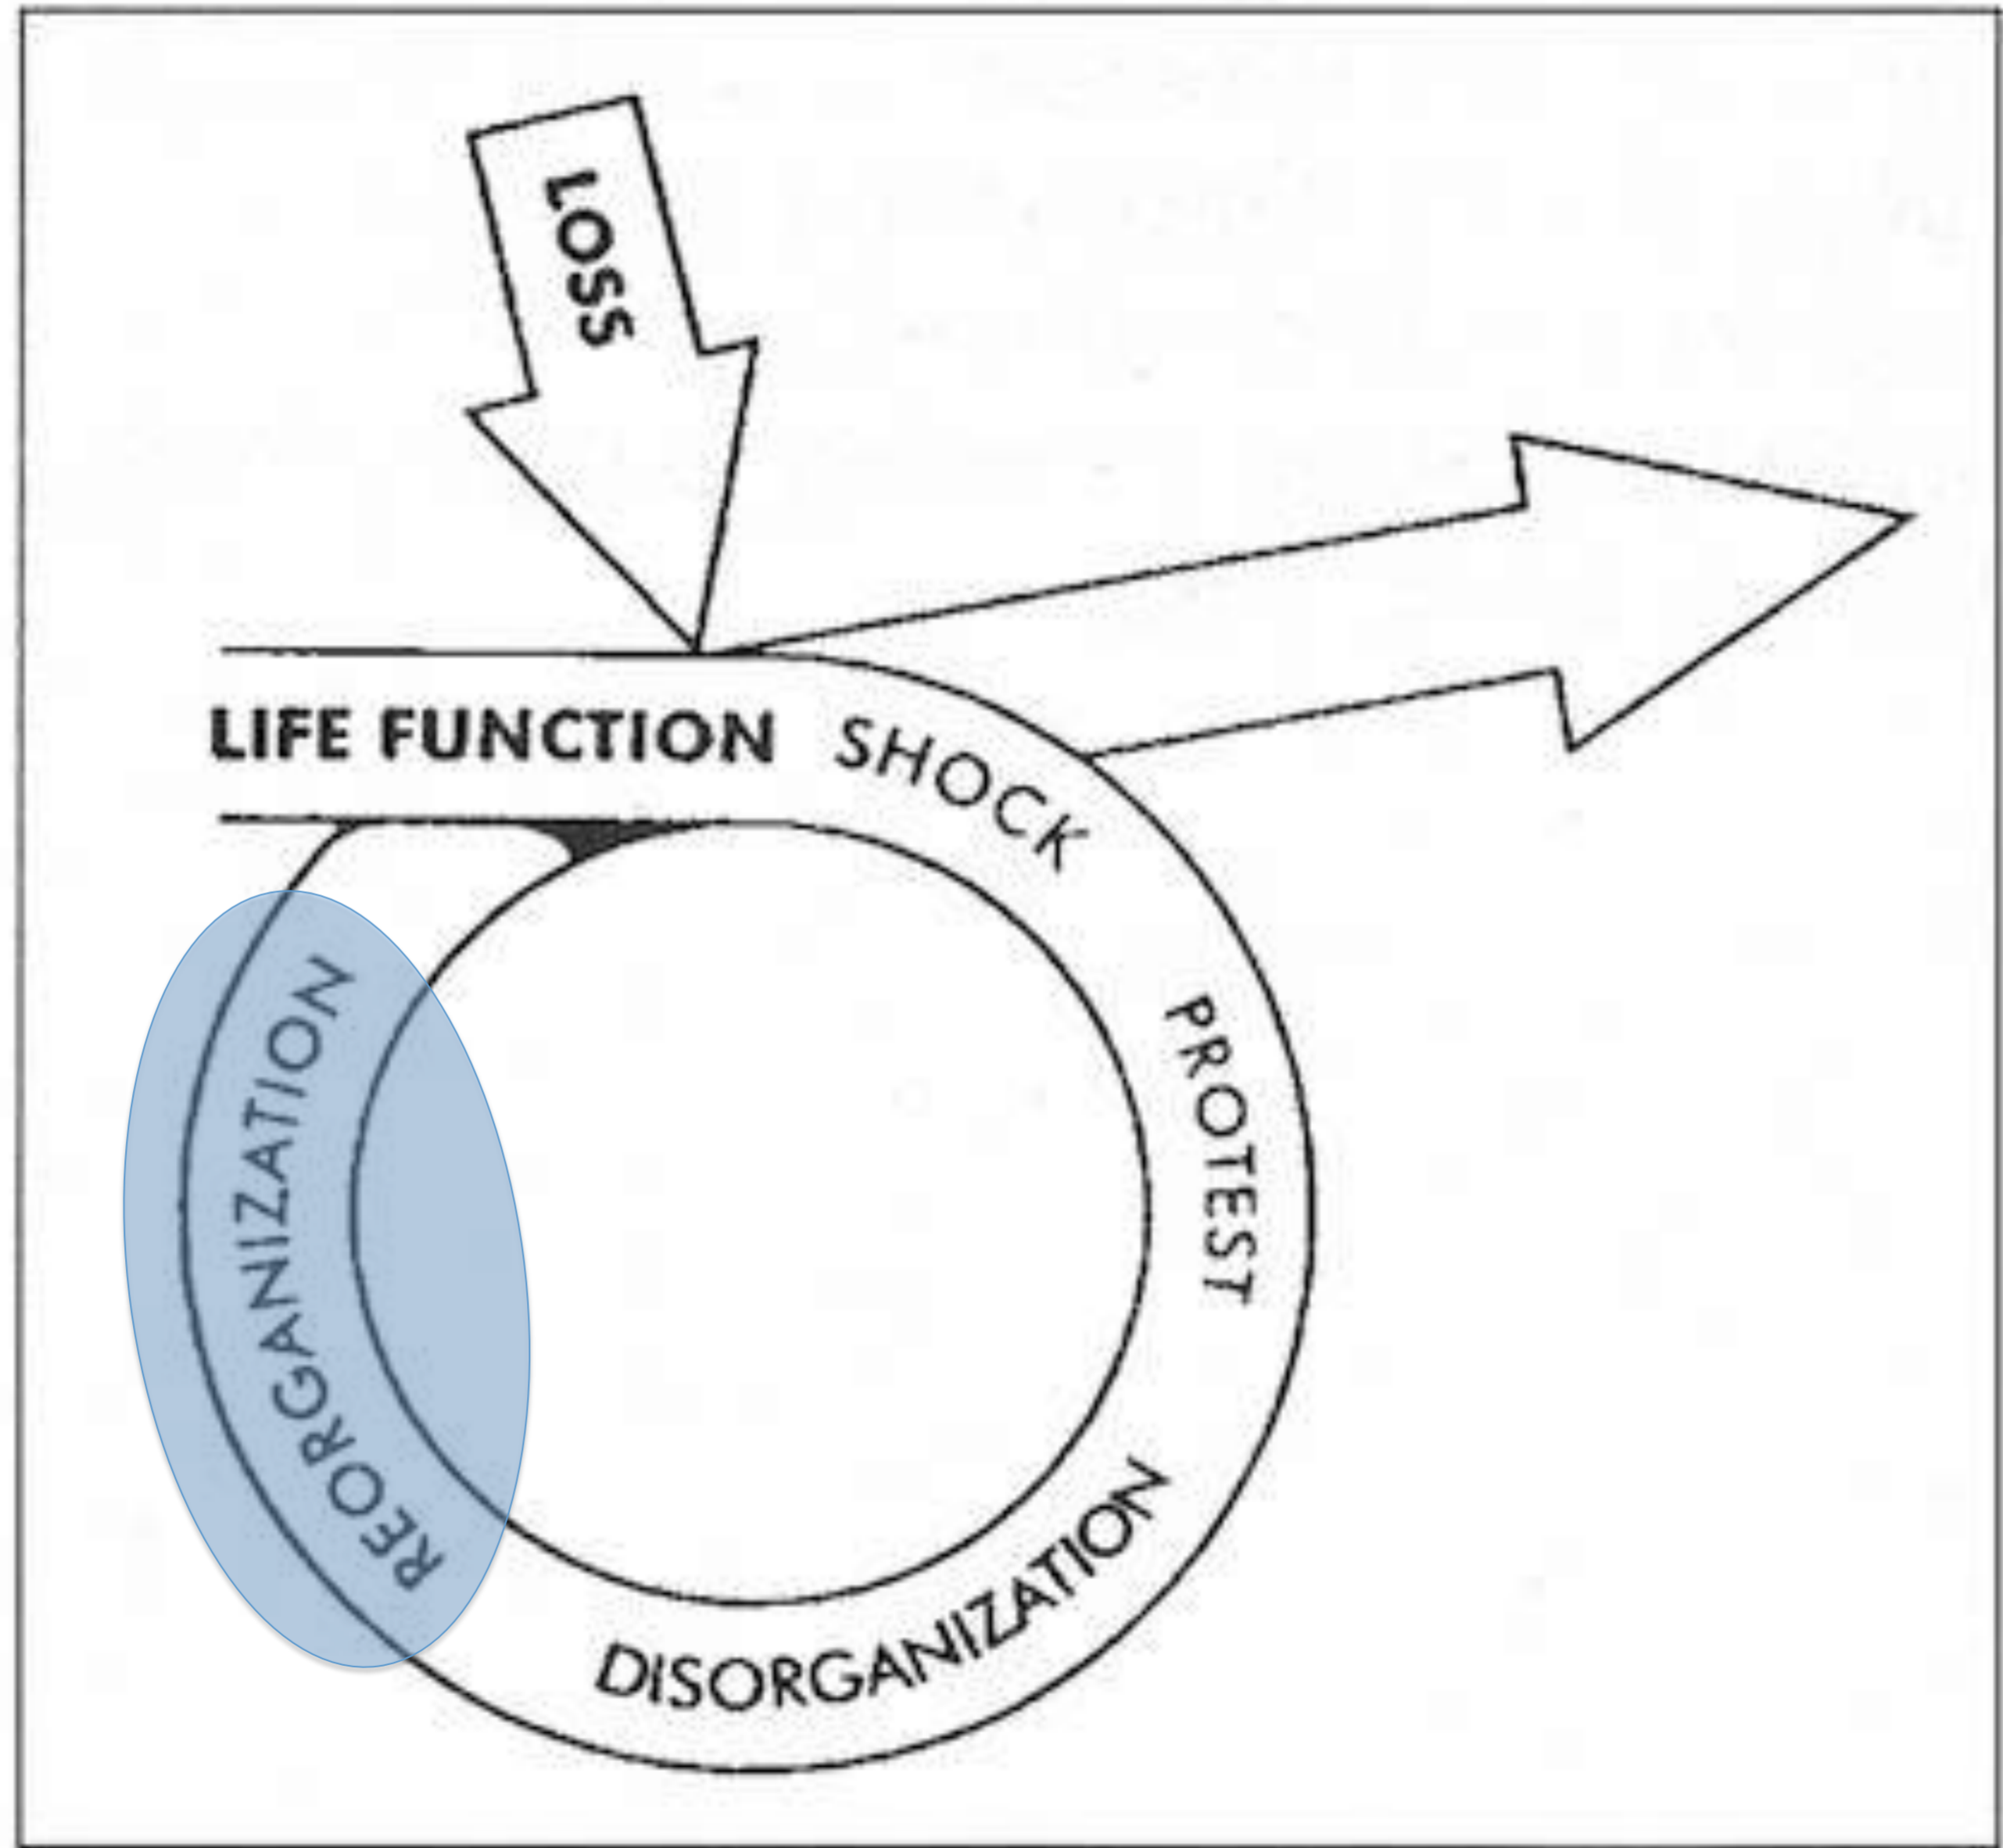 LOSS
LIFE FUNCTION SHOCK
PROTEST
DISORGANIZATION
REORGANIZATION